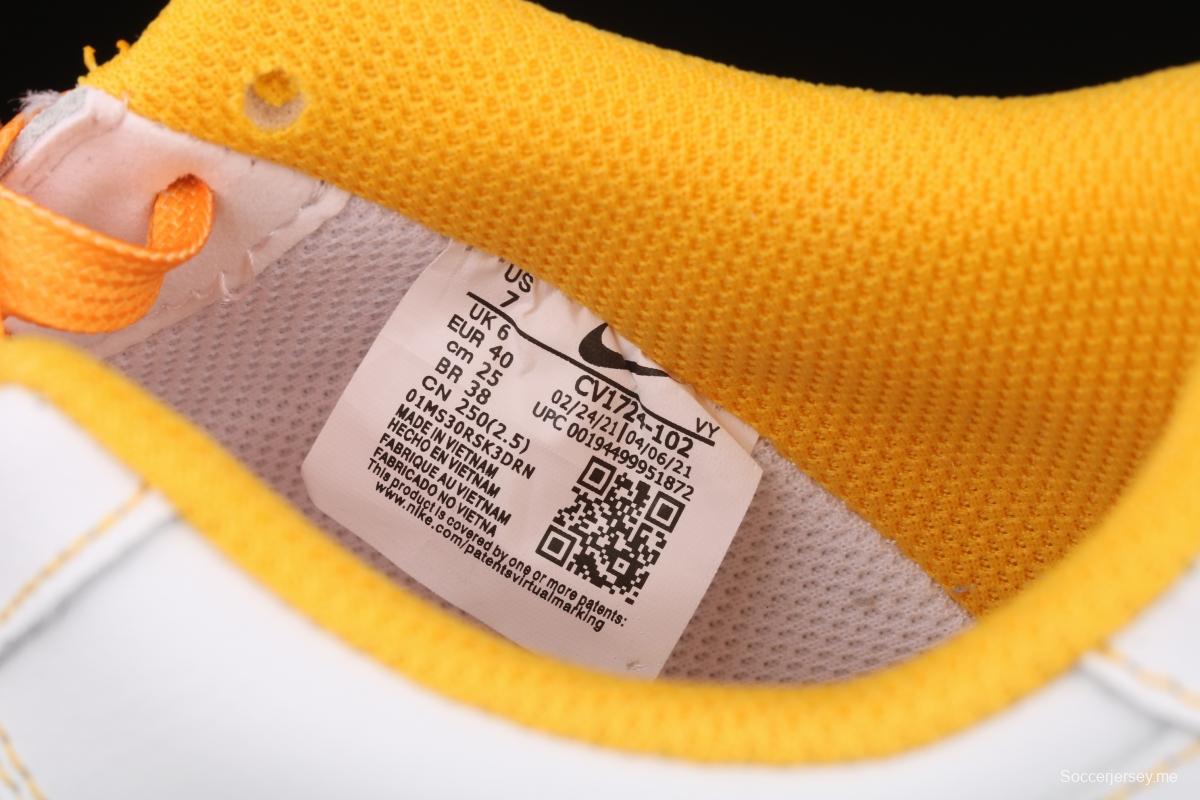 US
7
UK 6
EUR 40
cm 25
BR 38
CN 250(2.5)
01MS30RSK3DRN
MADE IN VIETNAM
HECHO EN VIETNAM
FABRIQUE AU VIETNAM
FABRICADO NO VIETNA
This product is covered by one or more patents:
www.nike.com/patentsvirtualmarking
VY
CV1724-102
02/24/21|04/06/21
UPC 00194499951872
Soccerjersey.me